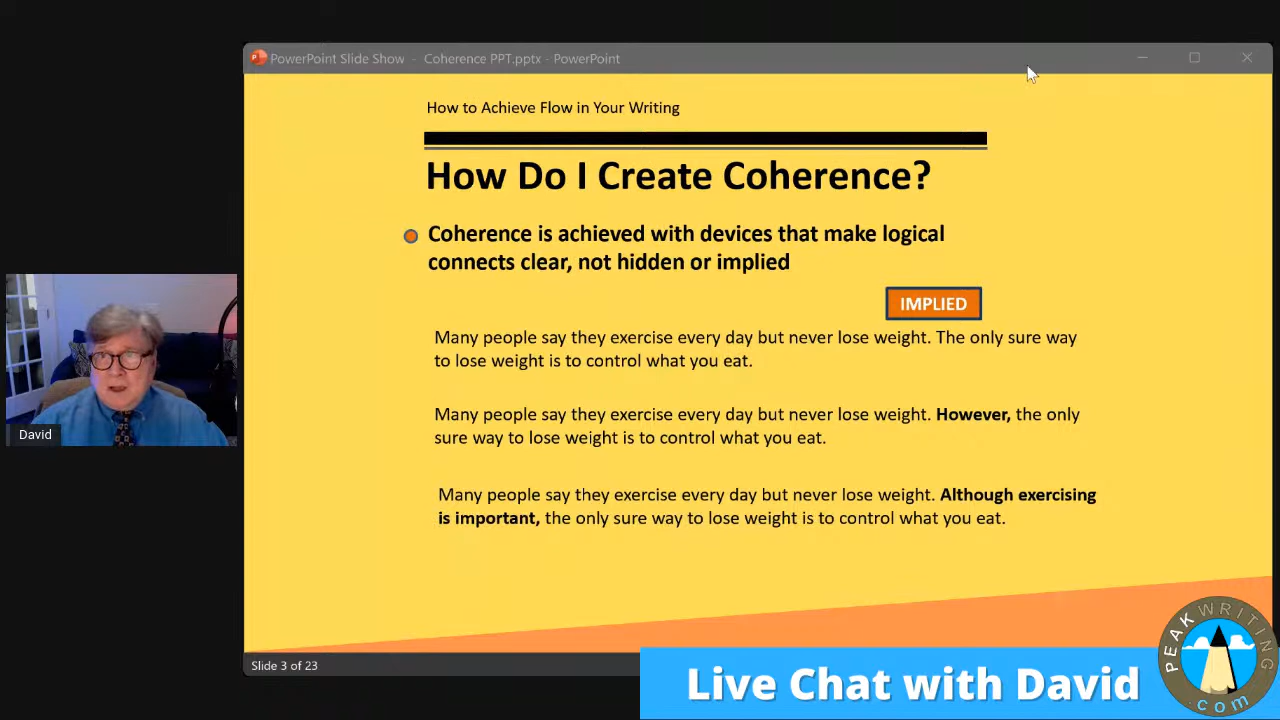 PowerPoint Slide Show - Coherence PPT.pptx - PowerPoint
How to Achieve Flow in Your Writing
How Do I Create Coherence?
Coherence is achieved with devices that make logical
connects clear, not hidden or implied
IMPLIED
Many people say they exercise every day but never lose weight. The only sure way
to lose weight is to control what you eat.
Many people say they exercise every day but never lose weight. However, the only
sure way to lose weight is to control what you eat.
Many people say they exercise every day but never lose weight. Although exercising
is important, the only sure way to lose weight is to control what you eat.
David
Slide 3 of 23
Live Chat with David
PEAKWRITING
.com